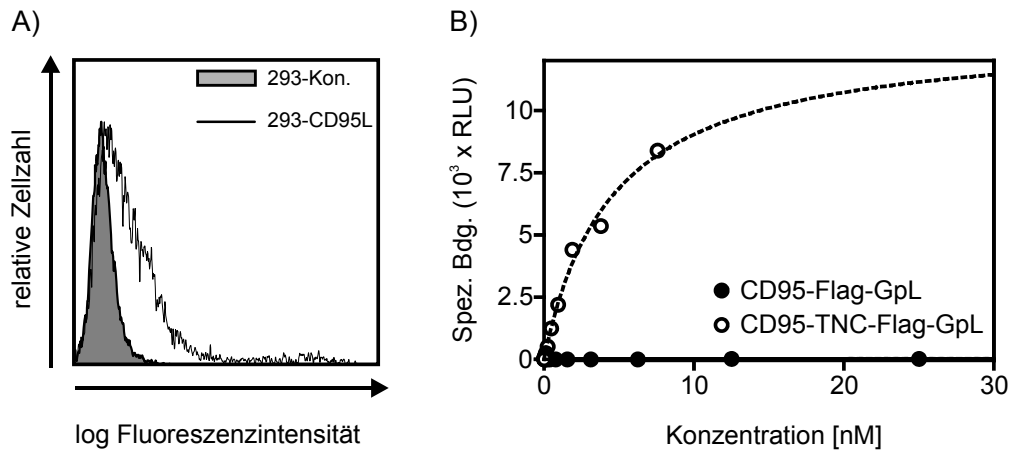 A)
293-Kon.
293-CD95L
relative Zellzahl
log Fluoreszenzintensität
B)
Spez. Bdg. (10³ x RLU)
10
7.5
5
2.5
0
CD95-Flag-GpL
CD95-TNC-Flag-GpL
0 10 20 30
Konzentration [nM]